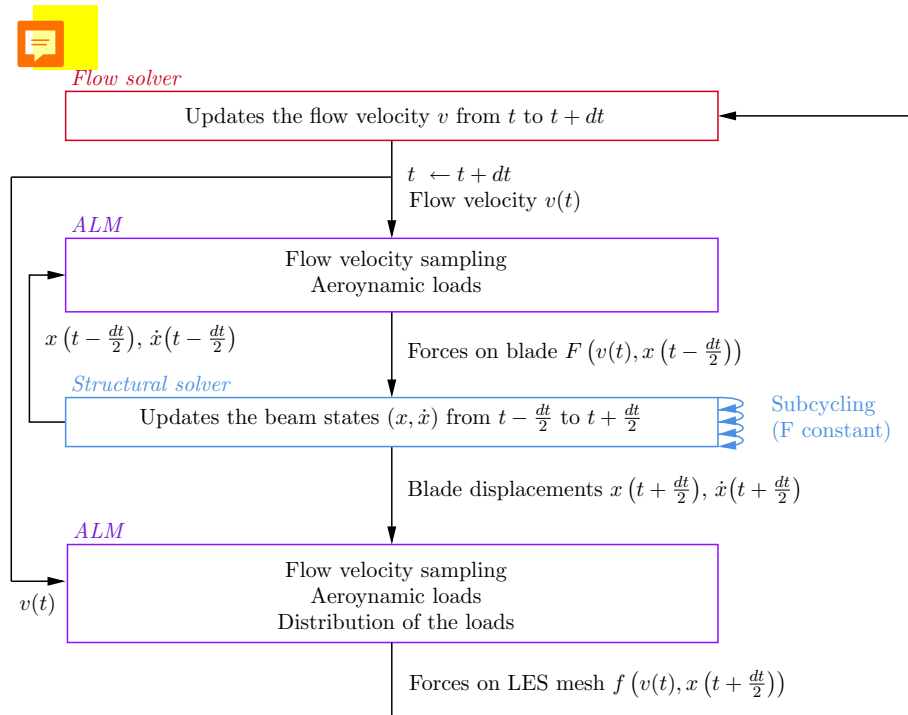 Flow solver
Updates the flow velocity v from t to t + dt
t ← t + dt
Flow velocity v(t)
ALM
Flow velocity sampling
Aeroynamic loads
x(t − dt/2), ẋ(t − dt/2)
Forces on blade F(v(t), x(t − dt/2))
Structural solver
Updates the beam states (x, ẋ) from t − dt/2 to t + dt/2
Subcycling
(F constant)
Blade displacements x(t + dt/2), ẋ(t + dt/2)
ALM
Flow velocity sampling
Aeroynamic loads
Distribution of the loads
v(t)
Forces on LES mesh f(v(t), x(t + dt/2))